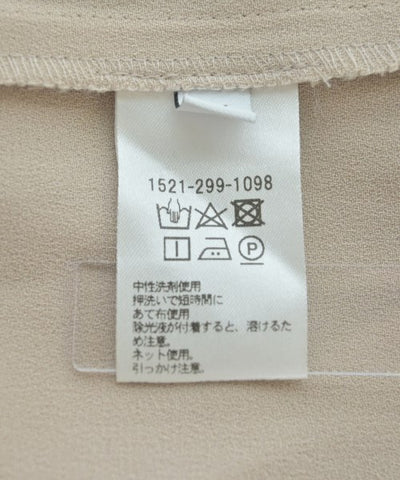 1521-299-1098
P
中性洗剤使用
押洗いで短時間に
あて布使用
除光液が付着すると、溶けるた
め注意。
ネット使用。
引っかけ注意。